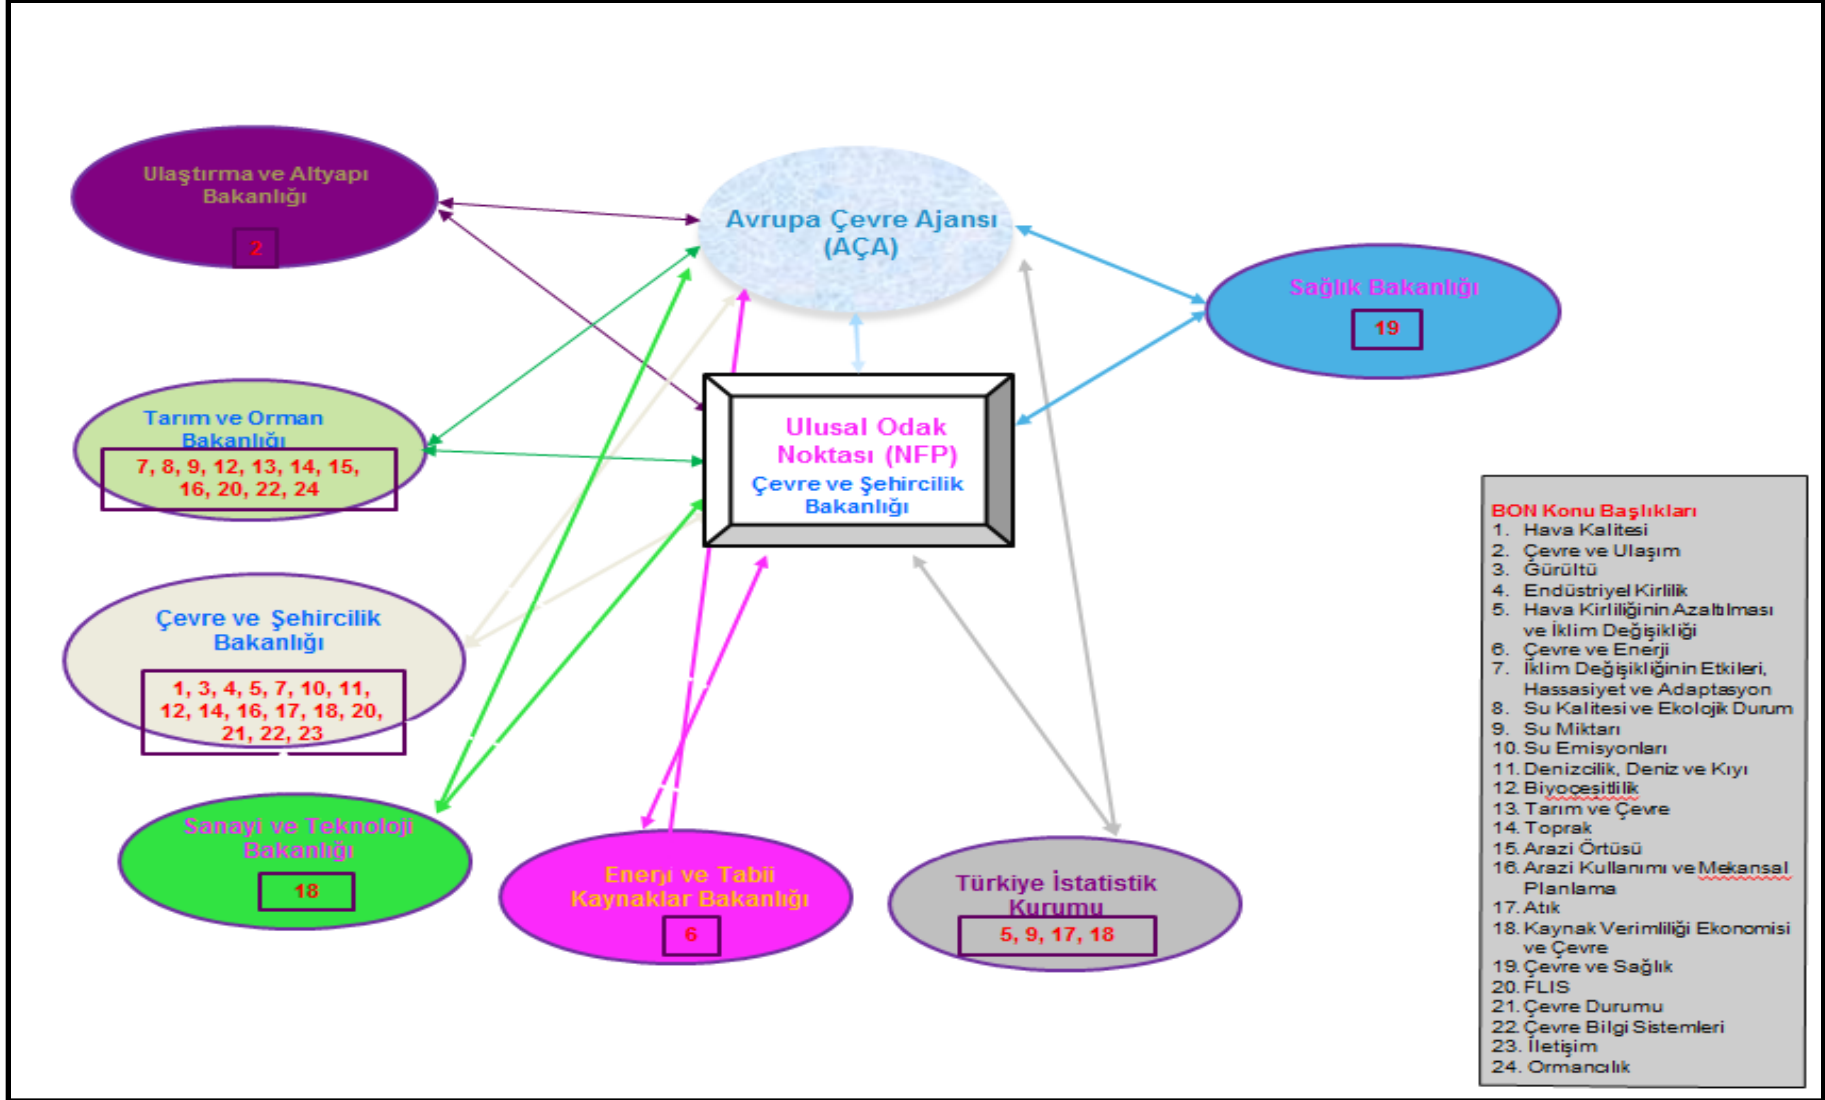 Ulaştırma ve Altyapı
Bakanlığı
2
Avrupa Çevre Ajansı
(AÇA)
Sağlık Bakanlığı
19
Tarım ve Orman
Bakanlığı
7, 8, 9, 12, 13, 14, 15,
16, 20, 22, 24
Ulusal Odak
Noktası (NFP)
Çevre ve Şehircilik
Bakanlığı
Çevre ve Şehircilik
Bakanlığı
1, 3, 4, 5, 7, 10, 11,
12, 14, 16, 17, 18, 20,
21, 22, 23
Sanayi ve Teknoloji
Bakanlığı
18
Enerji ve Tabii
Kaynaklar Bakanlığı
6
Türkiye İstatistik
Kurumu
5, 9, 17, 18
BON Konu Başlıkları
1. Hava Kalitesi
2. Çevre ve Ulaşım
3. Gürültü
4. Endüstriyel Kirlilik
5. Hava Kirliliğinin Azaltılması
ve İklim Değişikliği
6. Çevre ve Enerji
7. İklim Değişikliğinin Etkileri,
Hassasiyet ve Adaptasyon
8. Su Kalitesi ve Ekolojik Durum
9. Su Miktarı
10. Su Emisyonları
11. Denizcilik, Deniz ve Kıyı
12. Biyoçeşitlilik
13. Tarım ve Çevre
14. Toprak
15. Arazi Örtüsü
16. Arazi Kullanımı ve Mekansal
Planlama
17. Atık
18. Kaynak Verimliliği Ekonomisi
ve Çevre
19. Çevre ve Sağlık
20. FLIS
21. Çevre Durumu
22. Çevre Bilgi Sistemleri
23. İletişim
24. Ormancılık